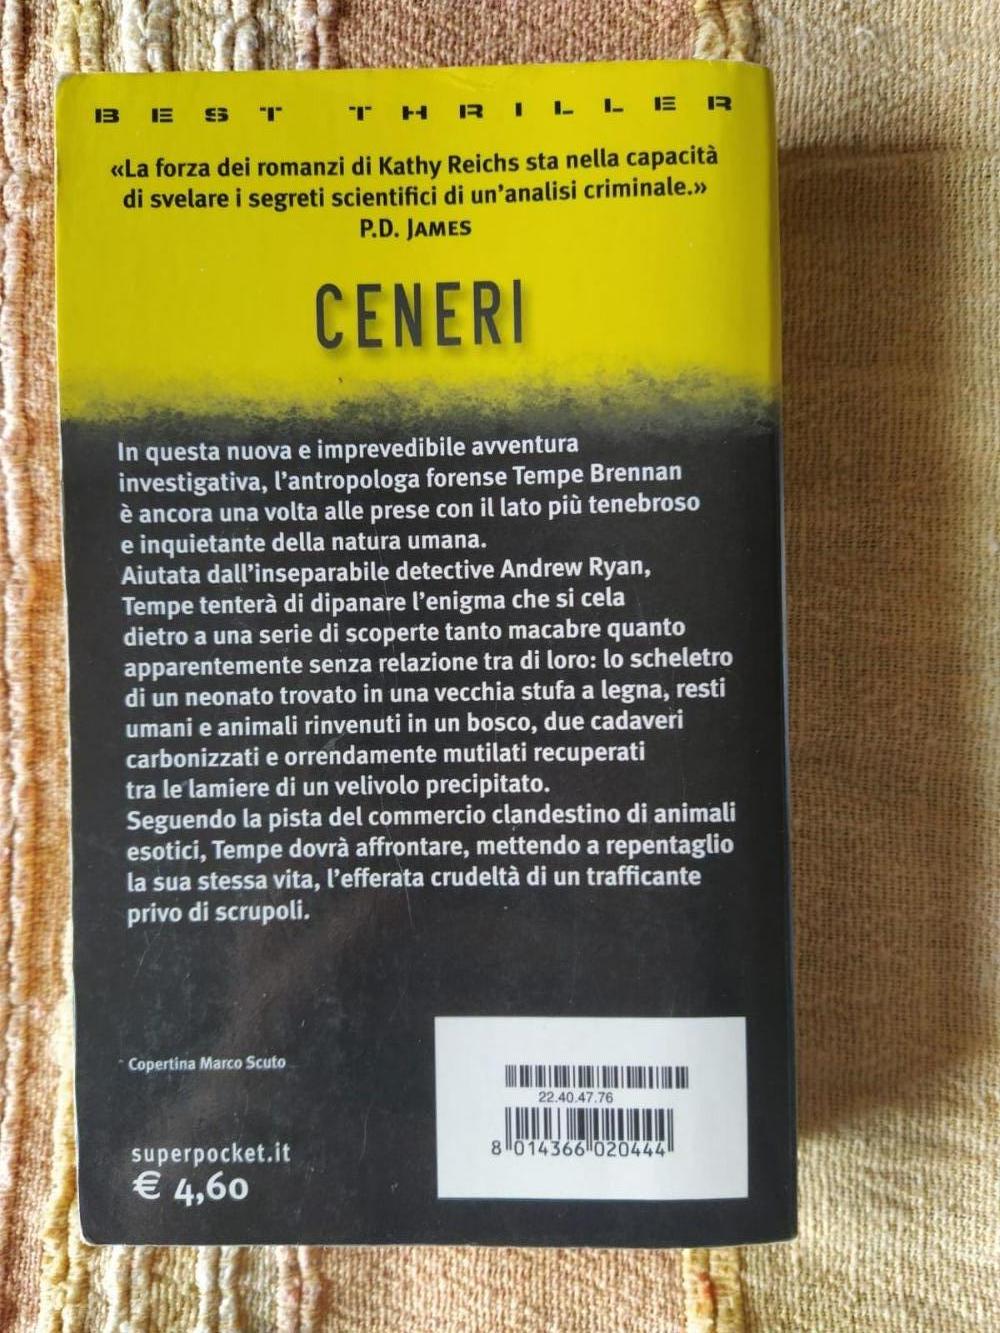 BEST THRILLER
«La forza dei romanzi di Kathy Reichs sta nella capacità
di svelare i segreti scientifici di un'analisi criminale.»
P.D. JAMES
CENERI
In questa nuova e imprevedibile avventura
investigativa, l'antropologa forense Tempe Brennan
è ancora una volta alle prese con il lato più tenebroso
e inquietante della natura umana.
Aiutata dall'inseparabile detective Andrew Ryan,
Tempe tenterà di dipanare l'enigma che si cela
dietro a una serie di scoperte tanto macabre quanto
apparentemente senza relazione tra di loro: lo scheletro
di un neonato trovato in una vecchia stufa a legna, resti
umani e animali rinvenuti in un bosco, due cadaveri
carbonizzati e orrendamente mutilati recuperati
tra le lamiere di un velivolo precipitato.
Seguendo la pista del commercio clandestino di animali
esotici, Tempe dovrà affrontare, mettendo a repentaglio
la sua stessa vita, l'efferata crudeltà di un trafficante
privo di scrupoli.
Copertina Marco Scuto
22.40.47.76
superpocket.it
8 014366 020444
€ 4,60